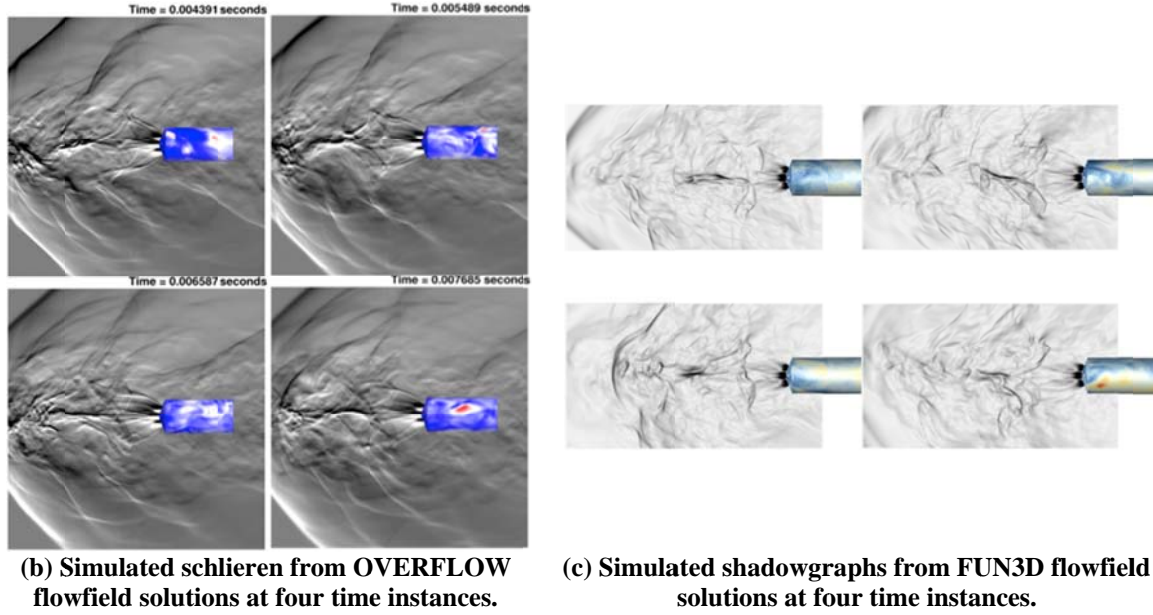 Time = 0.004391 seconds
Time = 0.005489 seconds
Time = 0.006587 seconds
Time = 0.007685 seconds
(b) Simulated schlieren from OVERFLOW
flowfield solutions at four time instances.
(c) Simulated shadowgraphs from FUN3D flowfield
solutions at four time instances.